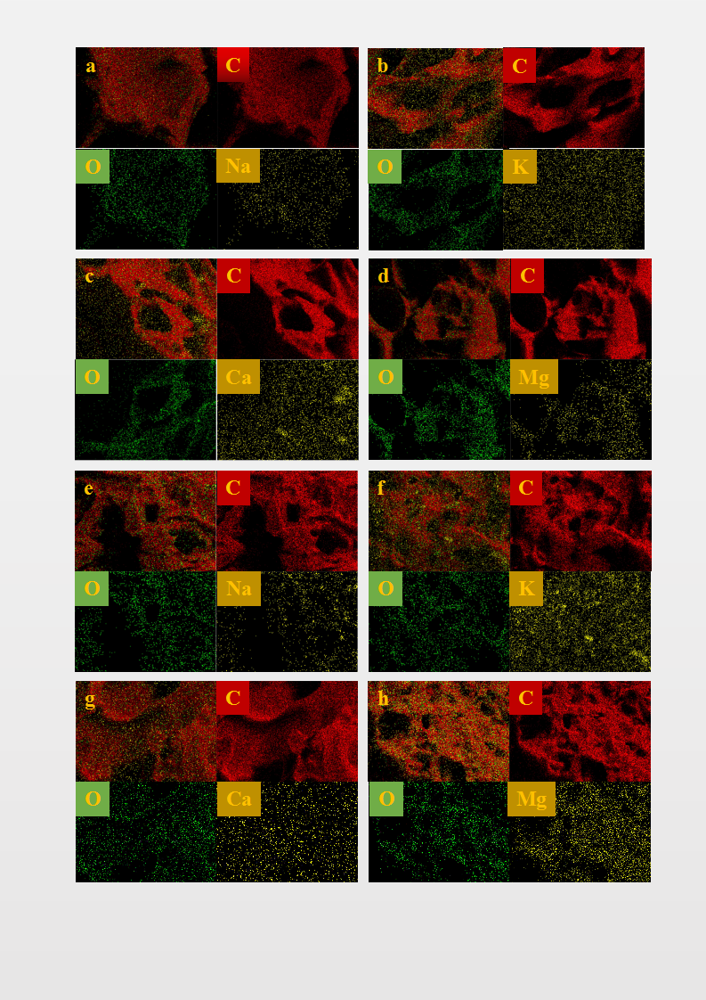 a C b C
O Na O K
c C d C
O Ca O Mg
e C f C
O Na O K
g C h C
O Ca O Mg